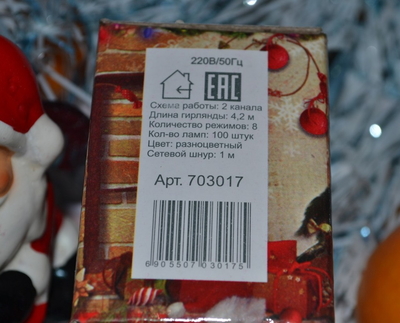 220В/50Гц
EAC
Схема работы: 2 канала
Длина гирлянды: 4,2 м
Количество режимов: 8
Кол-во ламп: 100 штук
Цвет: разноцветный
Сетевой шнур: 1 м
Арт. 703017
6905507030175